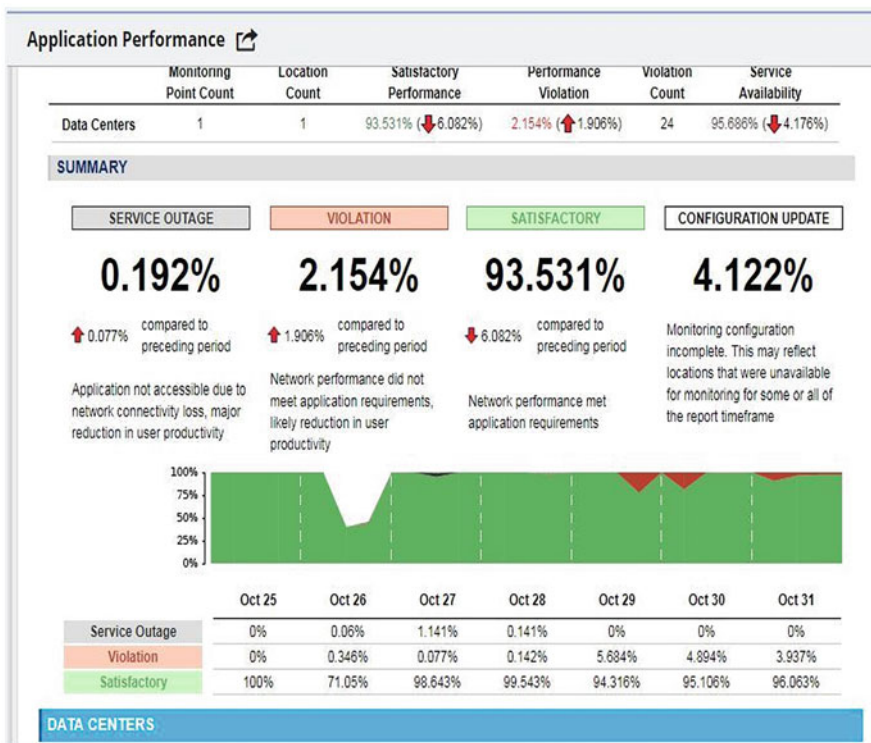 Application Performance
Monitoring Location Satisfactory Performance Violation Service
Point Count Count Performance Violation Count Availability
Data Centers 1 1 93.531% (6.082%) 2.154% (1.906%) 24 95.686% (4.176%)
SUMMARY
SERVICE OUTAGE VIOLATION SATISFACTORY CONFIGURATION UPDATE
0.192% 2.154% 93.531% 4.122%
0.077% compared to preceding period
1.906% compared to preceding period
6.082% compared to preceding period
Application not accessible due to
network connectivity loss, major
reduction in user productivity
Network performance did not
meet application requirements,
likely reduction in user
productivity
Network performance met
application requirements
Monitoring configuration
incomplete. This may reflect
locations that were unavailable
for monitoring for some or all of
the report timeframe
100%
75%
50%
25%
0%
Oct 25 Oct 26 Oct 27 Oct 28 Oct 29 Oct 30 Oct 31
Service Outage 0% 0.06% 1.141% 0.141% 0% 0% 0%
Violation 0% 0.346% 0.077% 0.142% 5.684% 4.894% 3.937%
Satisfactory 100% 71.05% 98.643% 99.543% 94.316% 95.106% 96.063%
DATA CENTERS